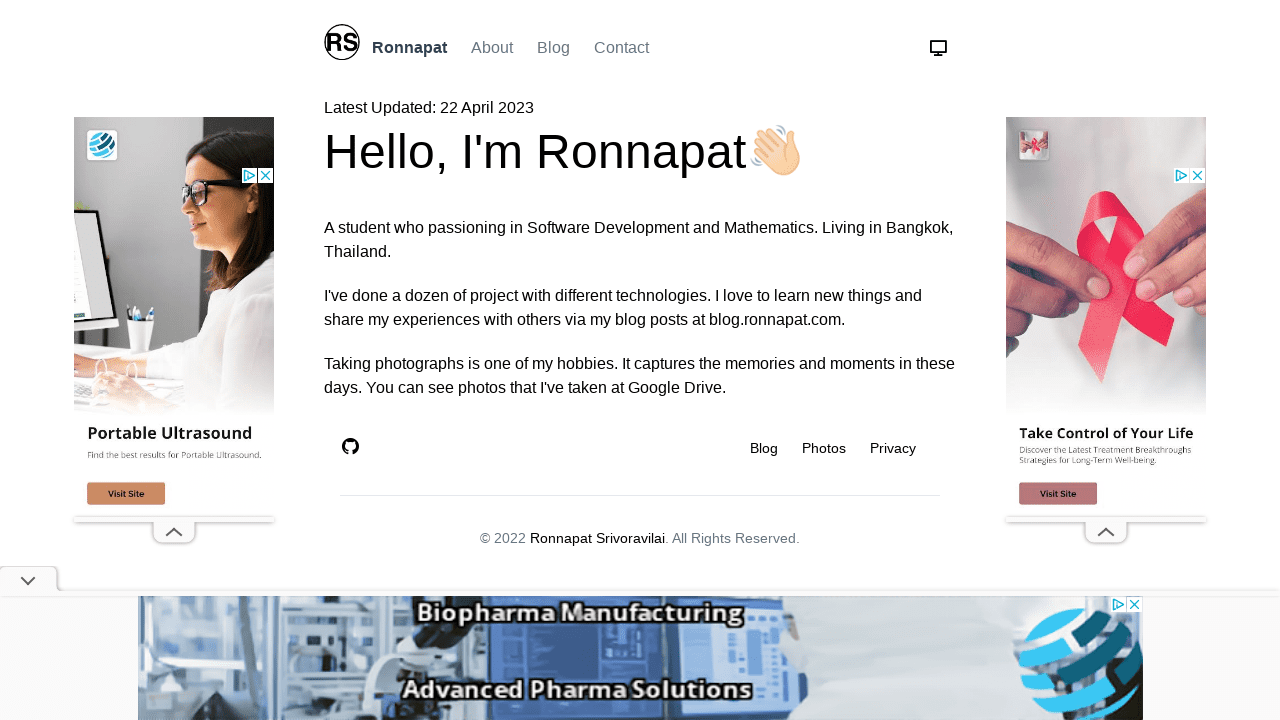 RS Ronnapat About Blog Contact
Latest Updated: 22 April 2023
Hello, I'm Ronnapat👋🏻
A student who passioning in Software Development and Mathematics. Living in Bangkok,
Thailand.
I've done a dozen of project with different technologies. I love to learn new things and
share my experiences with others via my blog posts at blog.ronnapat.com.
Taking photographs is one of my hobbies. It captures the memories and moments in these
days. You can see photos that I've taken at Google Drive.
Blog Photos Privacy
© 2022 Ronnapat Srivoravilai. All Rights Reserved.
Portable Ultrasound
Find the best results for Portable Ultrasound.
Visit Site
Take Control of Your Life
Discover the Latest Treatment Breakthroughs
Strategies for Long-Term Well-being.
Visit Site
Biopharma Manufacturing
Advanced Pharma Solutions